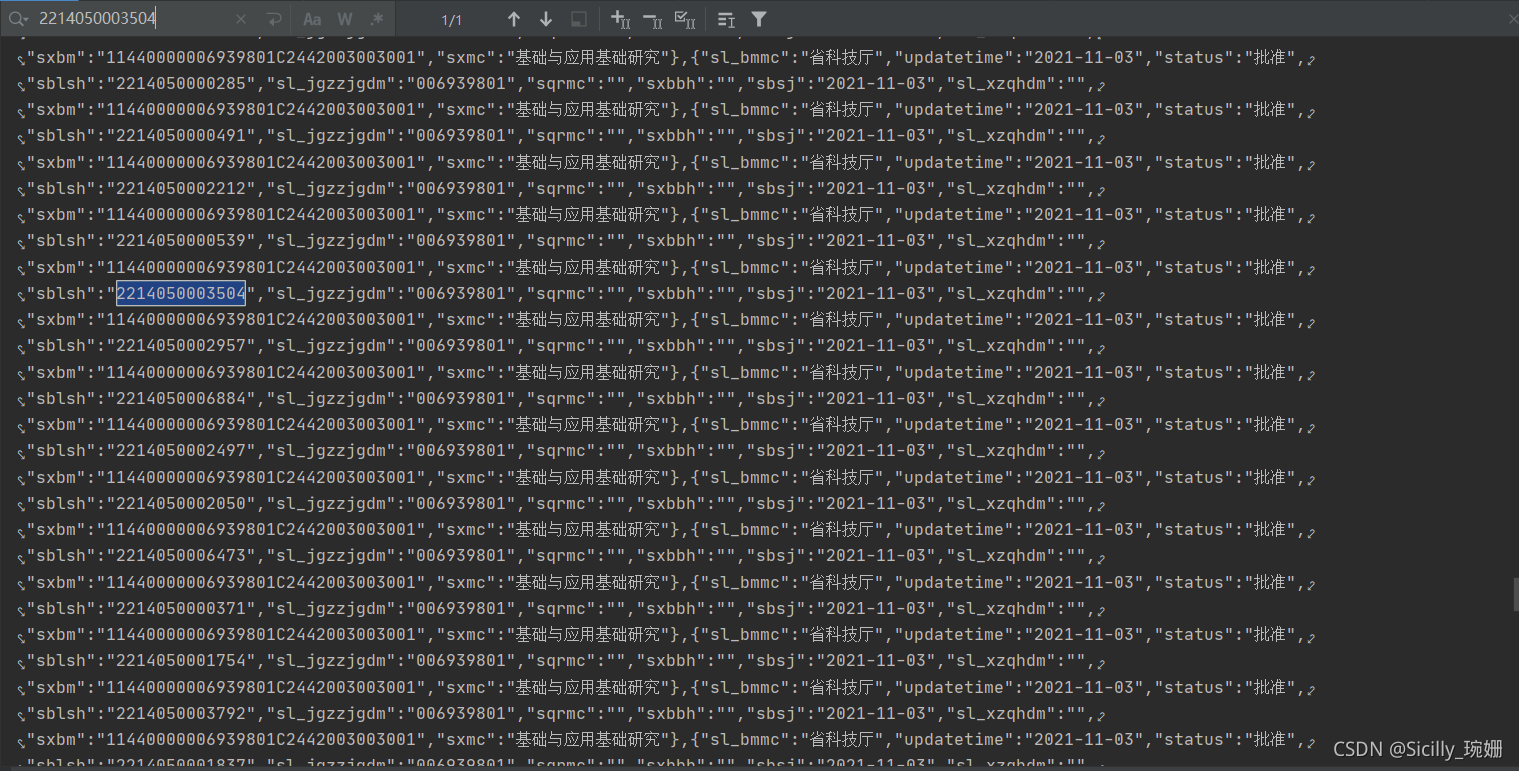 2214050003504
Aa W .* 1/1
"sxbm":"11440000006939801C2442003003001","sxmc":"基础与应用基础研究"},{"sl_bmmc":"省科技厅","updatetime":"2021-11-03","status":"批准",
"sblsh":"2214050000285","sl_jgzzjgdm":"006939801","sqrmc":"","sxbbh":"","sbsj":"2021-11-03","sl_xzqhdm":"",
"sxbm":"11440000006939801C2442003003001","sxmc":"基础与应用基础研究"},{"sl_bmmc":"省科技厅","updatetime":"2021-11-03","status":"批准",
"sblsh":"2214050000491","sl_jgzzjgdm":"006939801","sqrmc":"","sxbbh":"","sbsj":"2021-11-03","sl_xzqhdm":"",
"sxbm":"11440000006939801C2442003003001","sxmc":"基础与应用基础研究"},{"sl_bmmc":"省科技厅","updatetime":"2021-11-03","status":"批准",
"sblsh":"2214050002212","sl_jgzzjgdm":"006939801","sqrmc":"","sxbbh":"","sbsj":"2021-11-03","sl_xzqhdm":"",
"sxbm":"11440000006939801C2442003003001","sxmc":"基础与应用基础研究"},{"sl_bmmc":"省科技厅","updatetime":"2021-11-03","status":"批准",
"sblsh":"2214050000539","sl_jgzzjgdm":"006939801","sqrmc":"","sxbbh":"","sbsj":"2021-11-03","sl_xzqhdm":"",
"sxbm":"11440000006939801C2442003003001","sxmc":"基础与应用基础研究"},{"sl_bmmc":"省科技厅","updatetime":"2021-11-03","status":"批准",
"sblsh":"2214050003504","sl_jgzzjgdm":"006939801","sqrmc":"","sxbbh":"","sbsj":"2021-11-03","sl_xzqhdm":"",
"sxbm":"11440000006939801C2442003003001","sxmc":"基础与应用基础研究"},{"sl_bmmc":"省科技厅","updatetime":"2021-11-03","status":"批准",
"sblsh":"2214050002957","sl_jgzzjgdm":"006939801","sqrmc":"","sxbbh":"","sbsj":"2021-11-03","sl_xzqhdm":"",
"sxbm":"11440000006939801C2442003003001","sxmc":"基础与应用基础研究"},{"sl_bmmc":"省科技厅","updatetime":"2021-11-03","status":"批准",
"sblsh":"2214050006884","sl_jgzzjgdm":"006939801","sqrmc":"","sxbbh":"","sbsj":"2021-11-03","sl_xzqhdm":"",
"sxbm":"11440000006939801C2442003003001","sxmc":"基础与应用基础研究"},{"sl_bmmc":"省科技厅","updatetime":"2021-11-03","status":"批准",
"sblsh":"2214050002497","sl_jgzzjgdm":"006939801","sqrmc":"","sxbbh":"","sbsj":"2021-11-03","sl_xzqhdm":"",
"sxbm":"11440000006939801C2442003003001","sxmc":"基础与应用基础研究"},{"sl_bmmc":"省科技厅","updatetime":"2021-11-03","status":"批准",
"sblsh":"2214050002050","sl_jgzzjgdm":"006939801","sqrmc":"","sxbbh":"","sbsj":"2021-11-03","sl_xzqhdm":"",
"sxbm":"11440000006939801C2442003003001","sxmc":"基础与应用基础研究"},{"sl_bmmc":"省科技厅","updatetime":"2021-11-03","status":"批准",
"sblsh":"2214050006473","sl_jgzzjgdm":"006939801","sqrmc":"","sxbbh":"","sbsj":"2021-11-03","sl_xzqhdm":"",
"sxbm":"11440000006939801C2442003003001","sxmc":"基础与应用基础研究"},{"sl_bmmc":"省科技厅","updatetime":"2021-11-03","status":"批准",
"sblsh":"2214050000371","sl_jgzzjgdm":"006939801","sqrmc":"","sxbbh":"","sbsj":"2021-11-03","sl_xzqhdm":"",
"sxbm":"11440000006939801C2442003003001","sxmc":"基础与应用基础研究"},{"sl_bmmc":"省科技厅","updatetime":"2021-11-03","status":"批准",
"sblsh":"2214050001754","sl_jgzzjgdm":"006939801","sqrmc":"","sxbbh":"","sbsj":"2021-11-03","sl_xzqhdm":"",
"sxbm":"11440000006939801C2442003003001","sxmc":"基础与应用基础研究"},{"sl_bmmc":"省科技厅","updatetime":"2021-11-03","status":"批准",
"sblsh":"2214050003792","sl_jgzzjgdm":"006939801","sqrmc":"","sxbbh":"","sbsj":"2021-11-03","sl_xzqhdm":"",
"sxbm":"11440000006939801C2442003003001","sxmc":"基础与应用基础研究"},{"sl_bmmc":"省科技厅","updatetime":"2021-11-03","status":"批准",
"sblsh":"2214050001837","sl_jgzzjgdm":"006939801","sqrmc":"","sxbbh":"","sbsj":"2021-11-03","sl_xzqhdm":"",
CSDN @Sicilly_琬姗